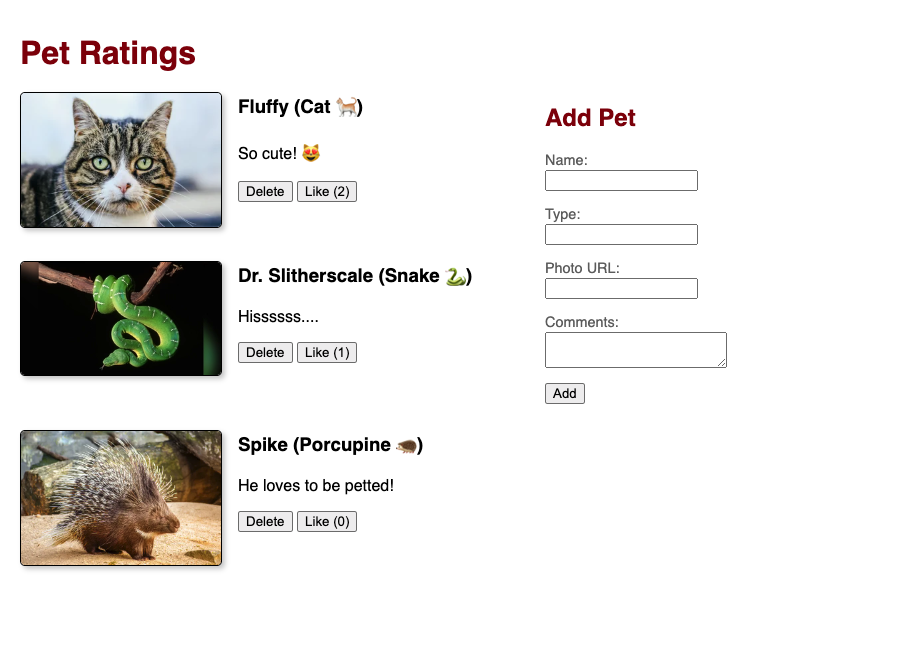 Pet Ratings
Fluffy (Cat 🐈)
So cute! 😻
Delete Like (2)
Dr. Slitherscale (Snake 🐍)
Hissssss....
Delete Like (1)
Spike (Porcupine 🦔)
He loves to be petted!
Delete Like (0)
Add Pet
Name:
Type:
Photo URL:
Comments:
Add